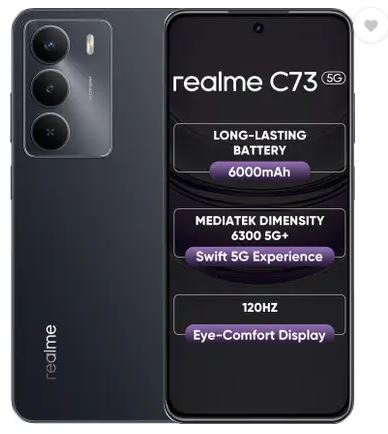 realme C73 5G
LONG-LASTING
BATTERY
6000mAh
MEDIATEK DIMENSITY
6300 5G+
Swift 5G Experience
120HZ
Eye-Comfort Display
realme